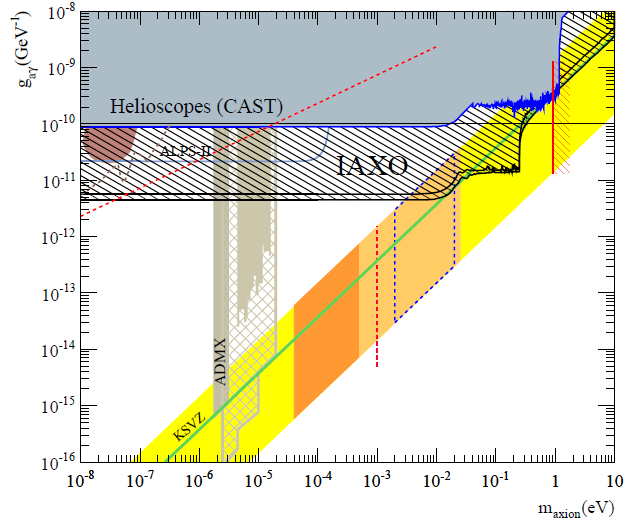 g_aγ(GeV⁻¹)
10⁻⁸
10⁻⁹
10⁻¹⁰
10⁻¹¹
10⁻¹²
10⁻¹³
10⁻¹⁴
10⁻¹⁵
10⁻¹⁶
Helioscopes (CAST)
ALPS-II
IAXO
ADMX
KSVZ
10⁻⁸ 10⁻⁷ 10⁻⁶ 10⁻⁵ 10⁻⁴ 10⁻³ 10⁻² 10⁻¹ 1 10
m_axion(eV)